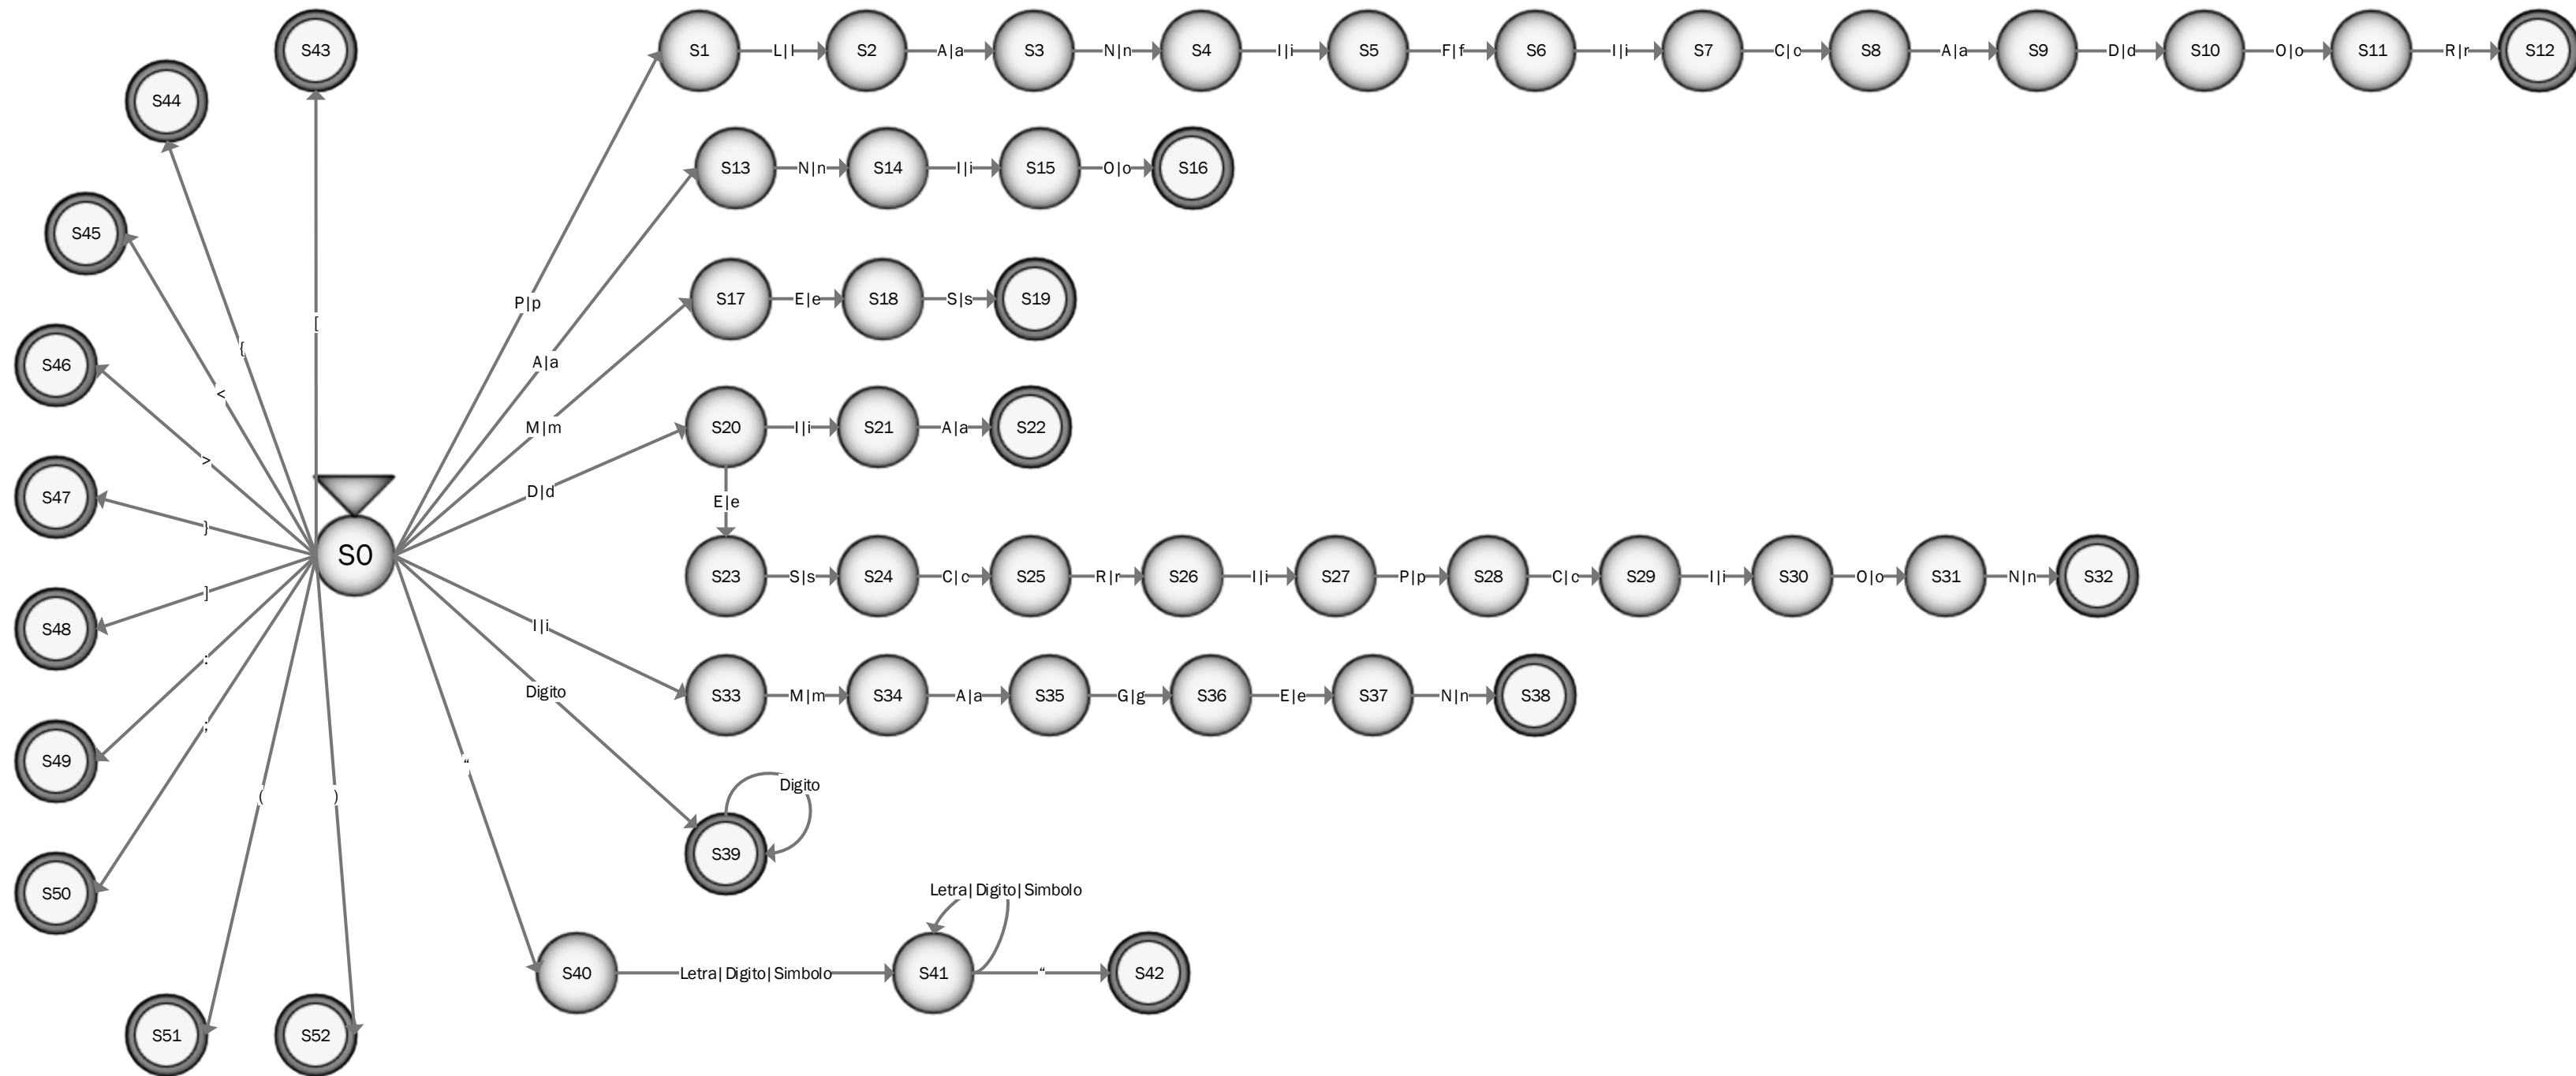 S43
S44
S45
S46
S47
S48
S49
S50
S51
S52
[
{
<
>
}
]
:
;
(
)
S0
P|p
S1
L|l
S2
A|a
S3
N|n
S4
I|i
S5
F|f
S6
I|i
S7
C|c
S8
A|a
S9
D|d
S10
O|o
S11
R|r
S12
A|a
S13
N|n
S14
I|i
S15
O|o
S16
M|m
S17
E|e
S18
S|s
S19
D|d
S20
I|i
S21
A|a
S22
E|e
S23
S|s
S24
C|c
S25
R|r
S26
I|i
S27
P|p
S28
C|c
S29
I|i
S30
O|o
S31
N|n
S32
I|i
S33
M|m
S34
A|a
S35
G|g
S36
E|e
S37
N|n
S38
Digito
S39
Digito
“
S40
Letra|Digito|Simbolo
S41
Letra|Digito|Simbolo
“
S42